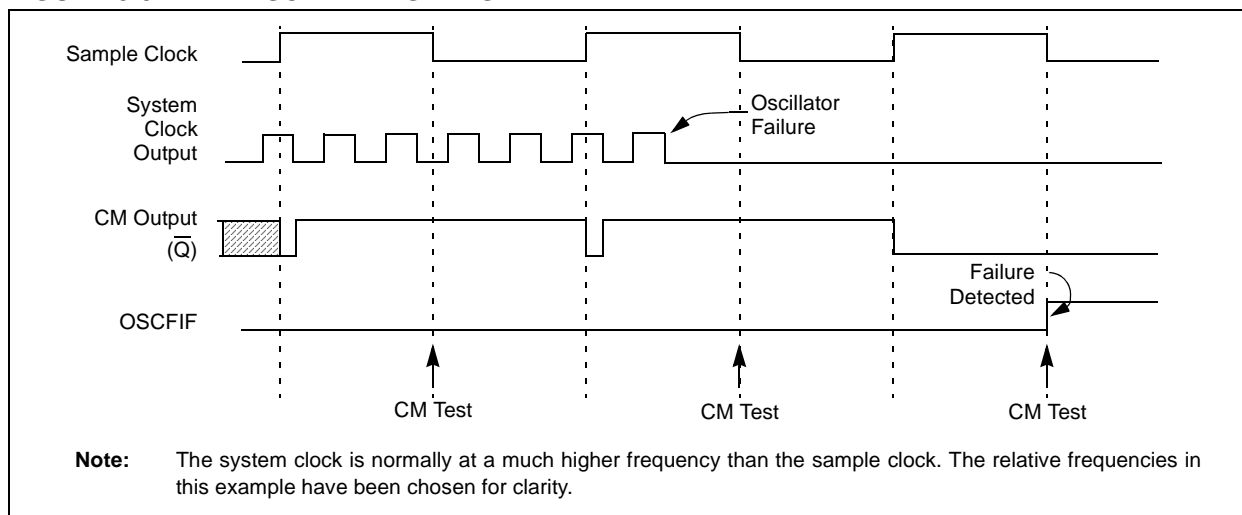 Sample Clock
System
Clock
Output
Oscillator
Failure
CM Output
(Q̅)
Failure
Detected
OSCFIF
CM Test
CM Test
CM Test
Note: The system clock is normally at a much higher frequency than the sample clock. The relative frequencies in
this example have been chosen for clarity.